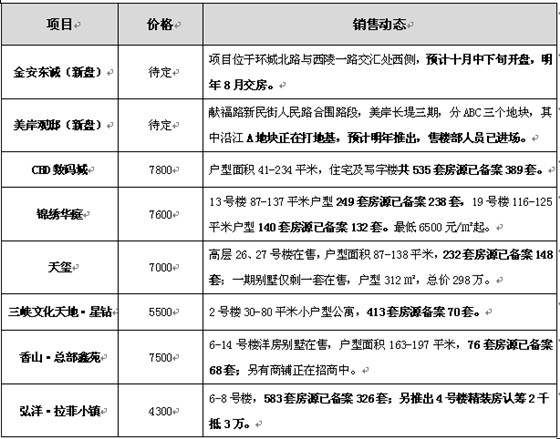 项目 价格 销售动态
金安东诚（新盘） 待定 项目位于环城北路与西陵一路交汇处西侧，预计十月中下旬开盘，明
年8月交房。
美岸观邸（新盘） 待定 献福路新民街人民路合围路段，美岸长堤三期，分ABC三个地块，其
中沿江A地块正在打地基，预计明年推出，售楼部人员已进场。
CBD数码城 7800 户型面积41-234平米，住宅及写字楼共535套房源已备案389套。
锦绣华庭 7600 13号楼87-137平米户型249套房源已备案238套，19号楼116-125
平米户型140套房源已备案132套。最低6500元/㎡起。
天玺 7000 高层26、27号楼在售，户型面积87-138平米，232套房源已备案148
套；一期别墅仅剩一套在售，户型312㎡，总价298万。
三峡文化天地·星钻 5500 2号楼30-80平米小户型公寓，413套房源备案70套。
香山·总部鑫苑 7500 6-14号楼洋房别墅在售，户型面积163-197平米，76套房源已备案
68套；另有商铺正在招商中。
弘洋·拉菲小镇 4300 6-8号楼，583套房源已备案326套；另推出4号楼精装房认筹2千
抵3万。